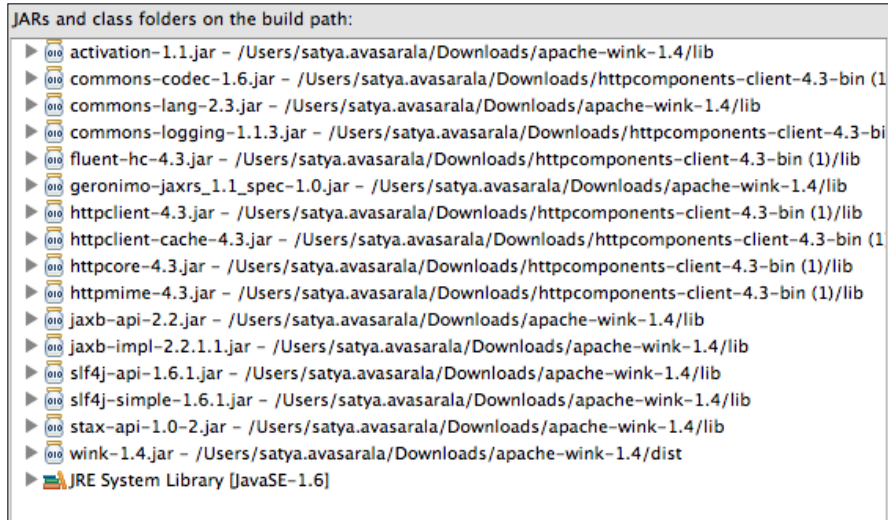 JARs and class folders on the build path:
activation-1.1.jar – /Users/satya.avasarala/Downloads/apache-wink-1.4/lib
commons-codec-1.6.jar – /Users/satya.avasarala/Downloads/httpcomponents-client-4.3-bin (1
commons-lang-2.3.jar – /Users/satya.avasarala/Downloads/apache-wink-1.4/lib
commons-logging-1.1.3.jar – /Users/satya.avasarala/Downloads/httpcomponents-client-4.3-bi
fluent-hc-4.3.jar – /Users/satya.avasarala/Downloads/httpcomponents-client-4.3-bin (1)/lib
geronimo-jaxrs_1.1_spec-1.0.jar – /Users/satya.avasarala/Downloads/apache-wink-1.4/lib
httpclient-4.3.jar – /Users/satya.avasarala/Downloads/httpcomponents-client-4.3-bin (1)/lib
httpclient-cache-4.3.jar – /Users/satya.avasarala/Downloads/httpcomponents-client-4.3-bin (1
httpcore-4.3.jar – /Users/satya.avasarala/Downloads/httpcomponents-client-4.3-bin (1)/lib
httpmime-4.3.jar – /Users/satya.avasarala/Downloads/httpcomponents-client-4.3-bin (1)/lib
jaxb-api-2.2.jar – /Users/satya.avasarala/Downloads/apache-wink-1.4/lib
jaxb-impl-2.2.1.1.jar – /Users/satya.avasarala/Downloads/apache-wink-1.4/lib
slf4j-api-1.6.1.jar – /Users/satya.avasarala/Downloads/apache-wink-1.4/lib
slf4j-simple-1.6.1.jar – /Users/satya.avasarala/Downloads/apache-wink-1.4/lib
stax-api-1.0-2.jar – /Users/satya.avasarala/Downloads/apache-wink-1.4/lib
wink-1.4.jar – /Users/satya.avasarala/Downloads/apache-wink-1.4/dist
JRE System Library [JavaSE-1.6]